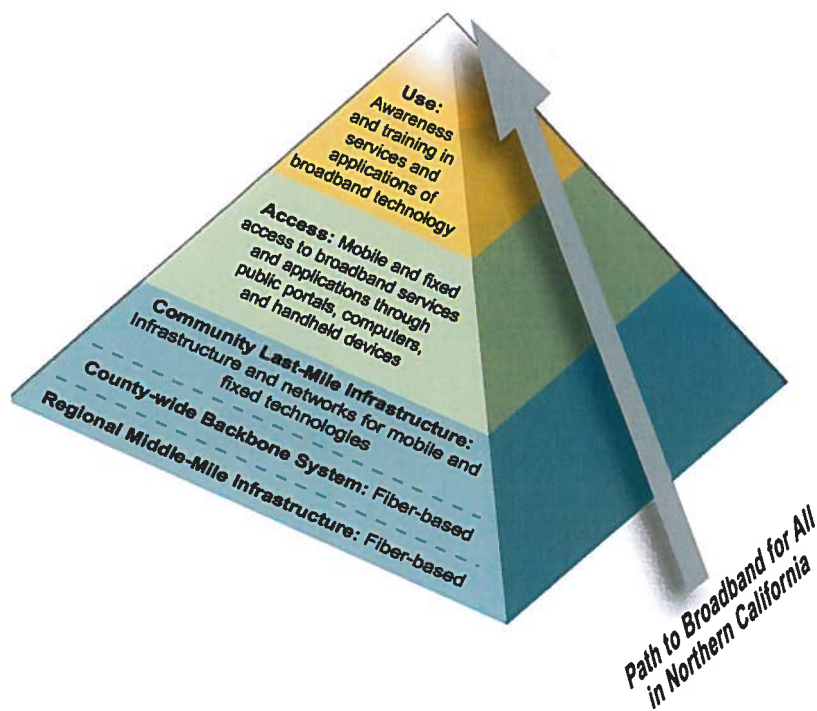 Use:
Awareness
and training in
services and
applications of
broadband technology
Access: Mobile and fixed
access to broadband services
and applications through
public portals, computers,
and handheld devices
Community Last-Mile Infrastructure:
Infrastructure and networks for mobile and
fixed technologies
County-wide Backbone System: Fiber-based
Regional Middle-Mile Infrastructure: Fiber-based
Path to Broadband for All
in Northern California